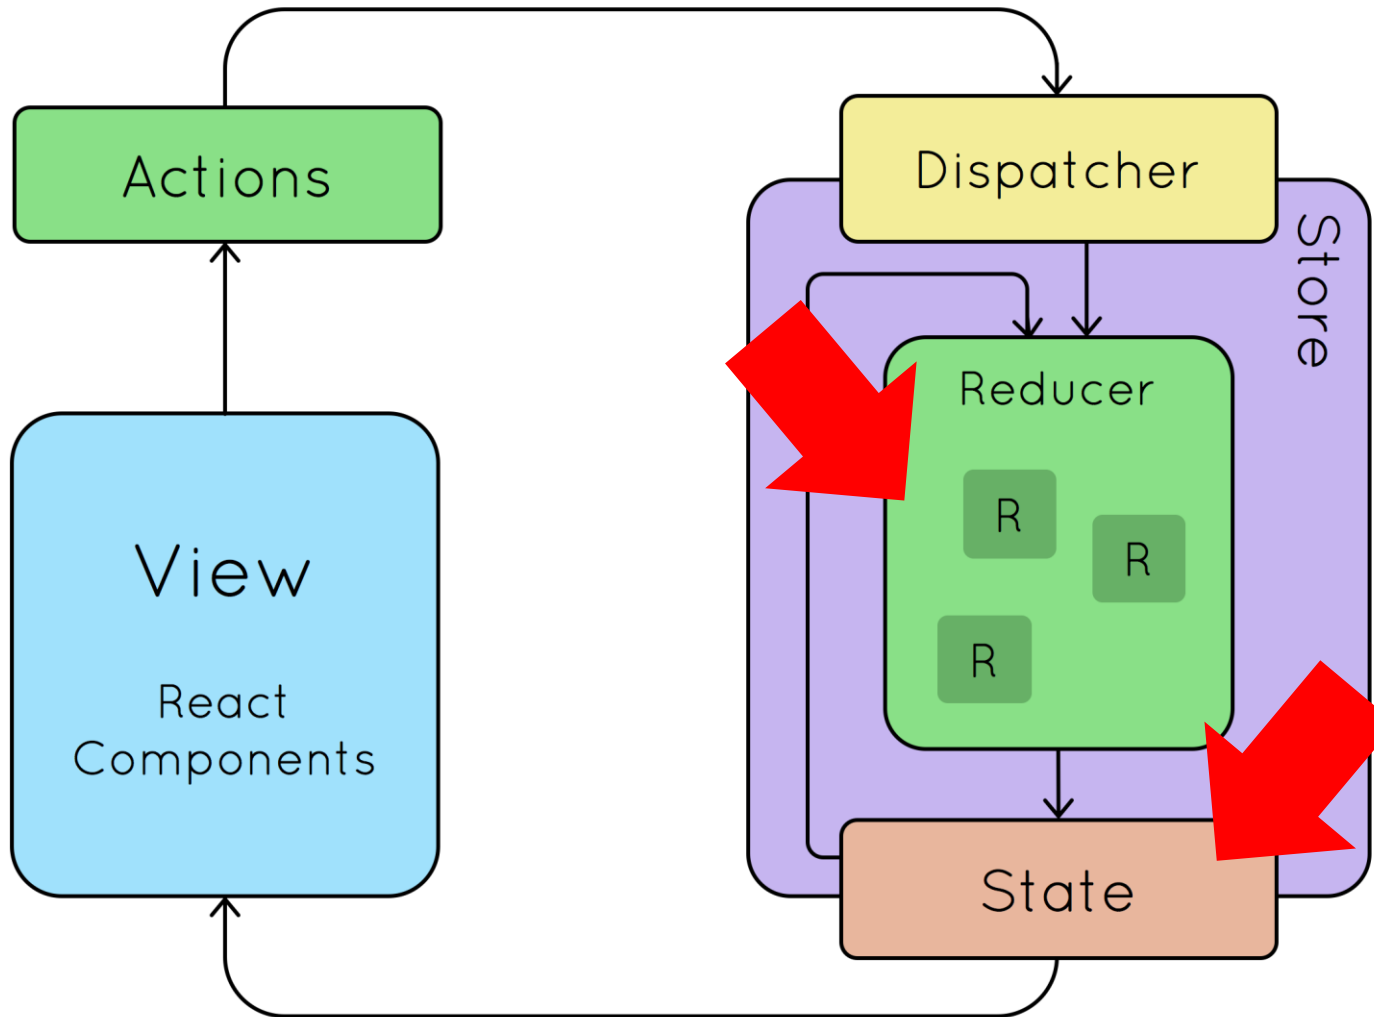 Actions
Dispatcher
Store
Reducer
R
R
R
View
React
Components
State